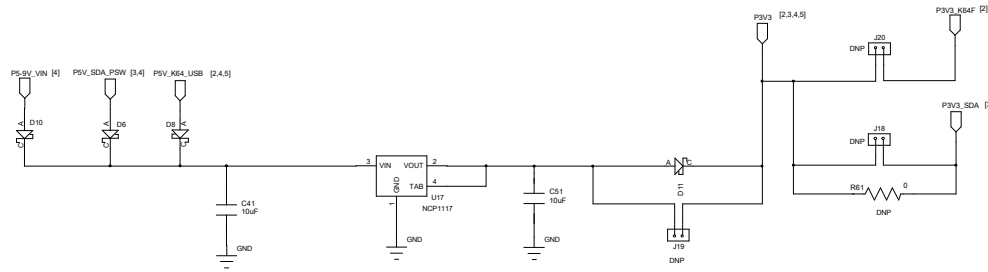 P3V3 [2,3,4,5]
P3V3_K64F [2]
J20
DNP
P5-9V_VIN [4]
P5V_SDA_PSW [3,4]
P5V_K64_USB [2,4,5]
P3V3_SDA
J18
DNP
A D10 C
A D6 C
A D8 C
3 VIN VOUT 2
TAB 4
GND
1
U17
NCP1117
A C
D11
R61 0
DNP
C41
10uF
C51
10uF
GND
GND
GND
J19
DNP